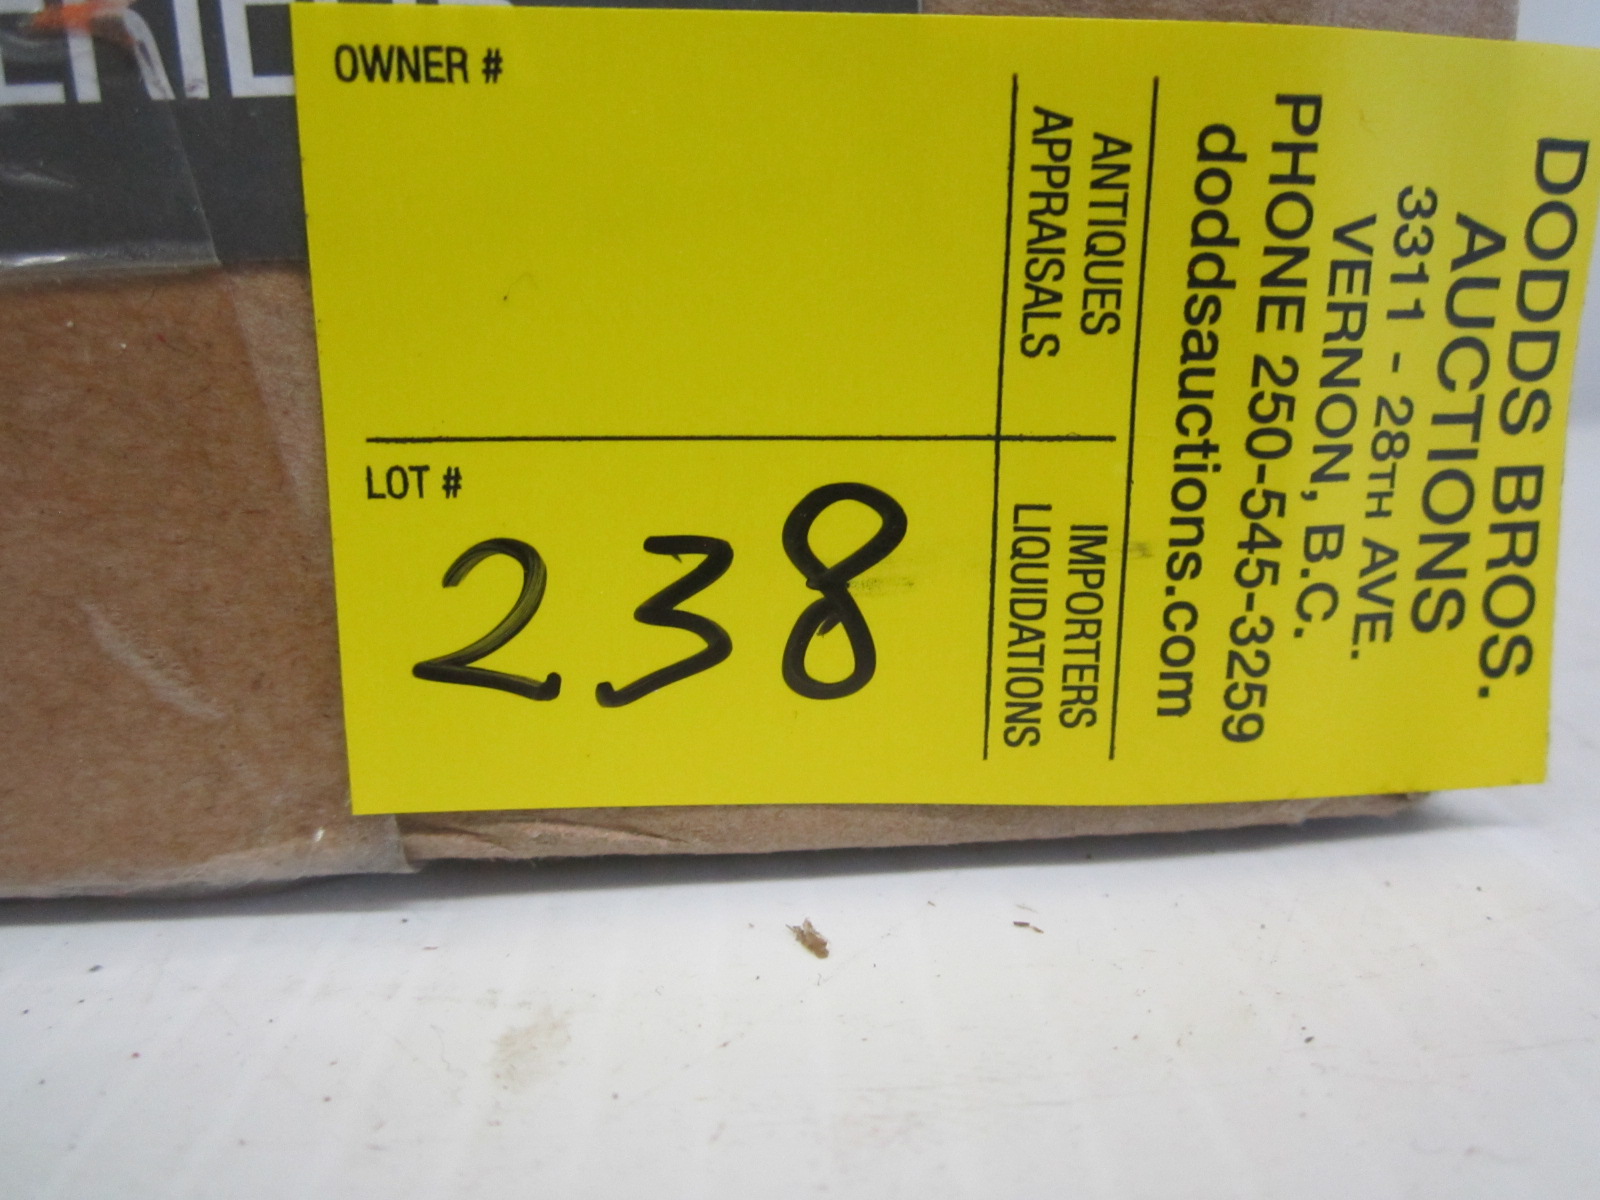 OWNER #
LOT #
238
ANTIQUES
APPRAISALS
IMPORTERS
LIQUIDATIONS
DODDS BROS.
AUCTIONS
3311 - 28TH AVE.
VERNON, B.C.
PHONE 250-545-3259
doddsauctions.com